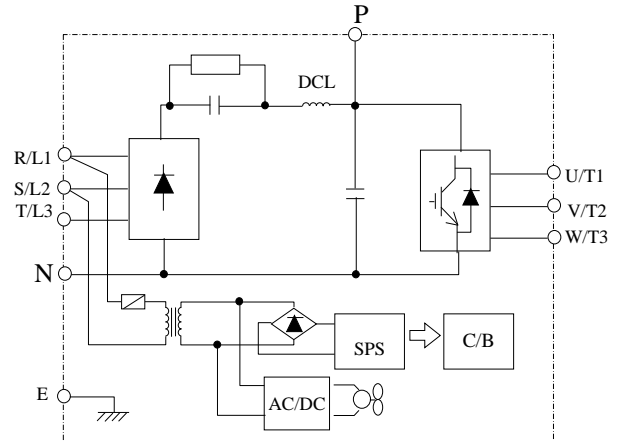 P
DCL
R/L1
S/L2
T/L3
U/T1
V/T2
W/T3
N
SPS
C/B
E
AC/DC